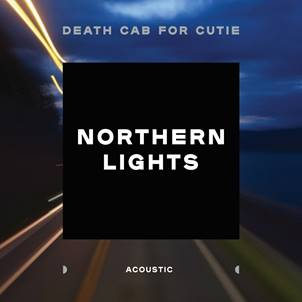 DEATH CAB FOR CUTIE
NORTHERN
LIGHTS
ACOUSTIC